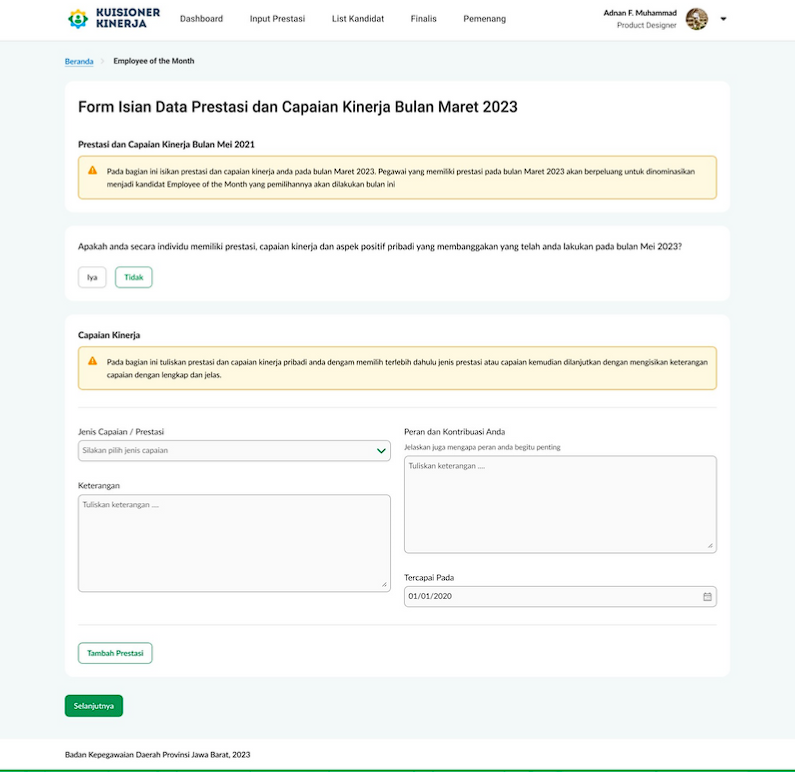 KUISIONER
KINERJA
Dashboard
Input Prestasi
List Kandidat
Finalis
Pemenang
Adnan F. Muhammad
Product Designer
Beranda
Employee of the Month
Form Isian Data Prestasi dan Capaian Kinerja Bulan Maret 2023
Prestasi dan Capaian Kinerja Bulan Mei 2021
Pada bagian ini isikan prestasi dan capaian kinerja anda pada bulan Maret 2023. Pegawai yang memiliki prestasi pada bulan Maret 2023 akan berpeluang untuk dinominasikan
menjadi kandidat Employee of the Month yang pemilihannya akan dilakukan bulan ini
Apakah anda secara individu memiliki prestasi, capaian kinerja dan aspek positif pribadi yang membanggakan yang telah anda lakukan pada bulan Mei 2023?
Iya
Tidak
Capaian Kinerja
Pada bagian ini tuliskan prestasi dan capaian kinerja pribadi anda dengam memilih terlebih dahulu jenis prestasi atau capaian kemudian dilanjutkan dengan mengisikan keterangan
capaian dengan lengkap dan jelas.
Jenis Capaian / Prestasi
Silakan pilih jenis capaian
Keterangan
Tuliskan keterangan ....
Peran dan Kontribusi Anda
Jelaskan juga mengapa peran anda begitu penting
Tuliskan keterangan ....
Tercapai Pada
01/01/2020
Tambah Prestasi
Selanjutnya
Badan Kepegawaian Daerah Provinsi Jawa Barat, 2023